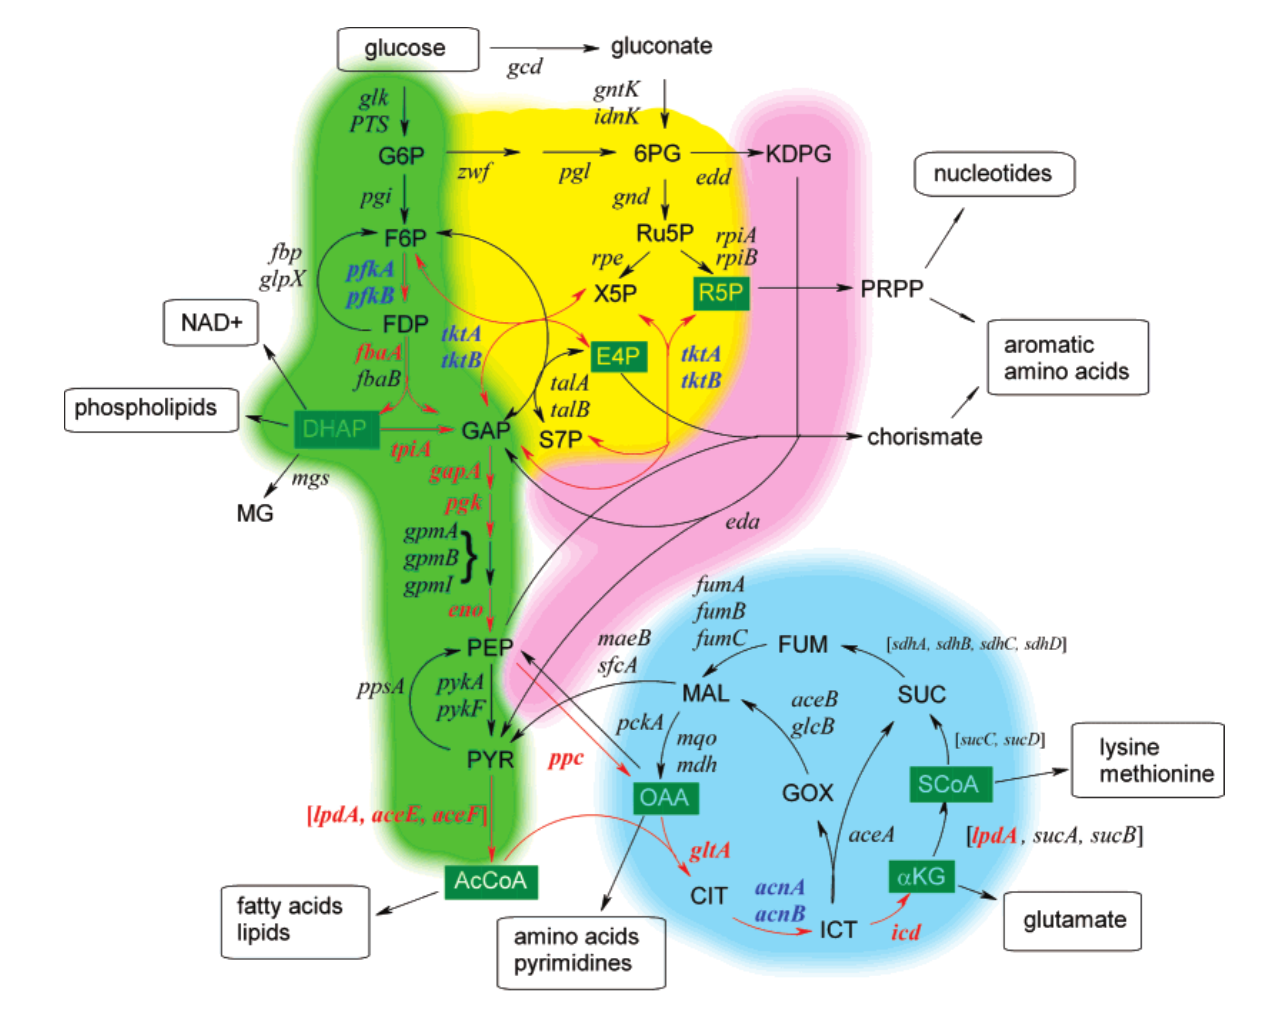 glucose
gluconate
gcd
glk
PTS
gntK
idnK
G6P
zwf
pgl
6PG
edd
KDPG
nucleotides
pgi
gnd
F6P
Ru5P
rpiA
rpiB
fbp
glpX
pfkA
pfkB
rpe
X5P
R5P
PRPP
NAD+
FDP
tktA
tktB
fbaA
fbaB
E4P
tktA
tktB
aromatic
amino acids
phospholipids
talA
talB
DHAP
tpiA
GAP
S7P
chorismate
mgs
MG
gapA
pgk
eda
gpmA
gpmB
gpmI
}
eno
PEP
fumA
fumB
fumC
FUM
[sdhA, sdhB, sdhC, sdhD]
maeB
sfcA
MAL
SUC
ppsA
pykA
pykF
aceB
glcB
pckA
mqo
mdh
[sucC, sucD]
lysine
methionine
PYR
ppc
OAA
GOX
SCoA
[lpdA, aceE, aceF]
gltA
aceA
[lpdA, sucA, sucB]
AcCoA
CIT
acnA
acnB
ICT
αKG
icd
fatty acids
lipids
amino acids
pyrimidines
glutamate